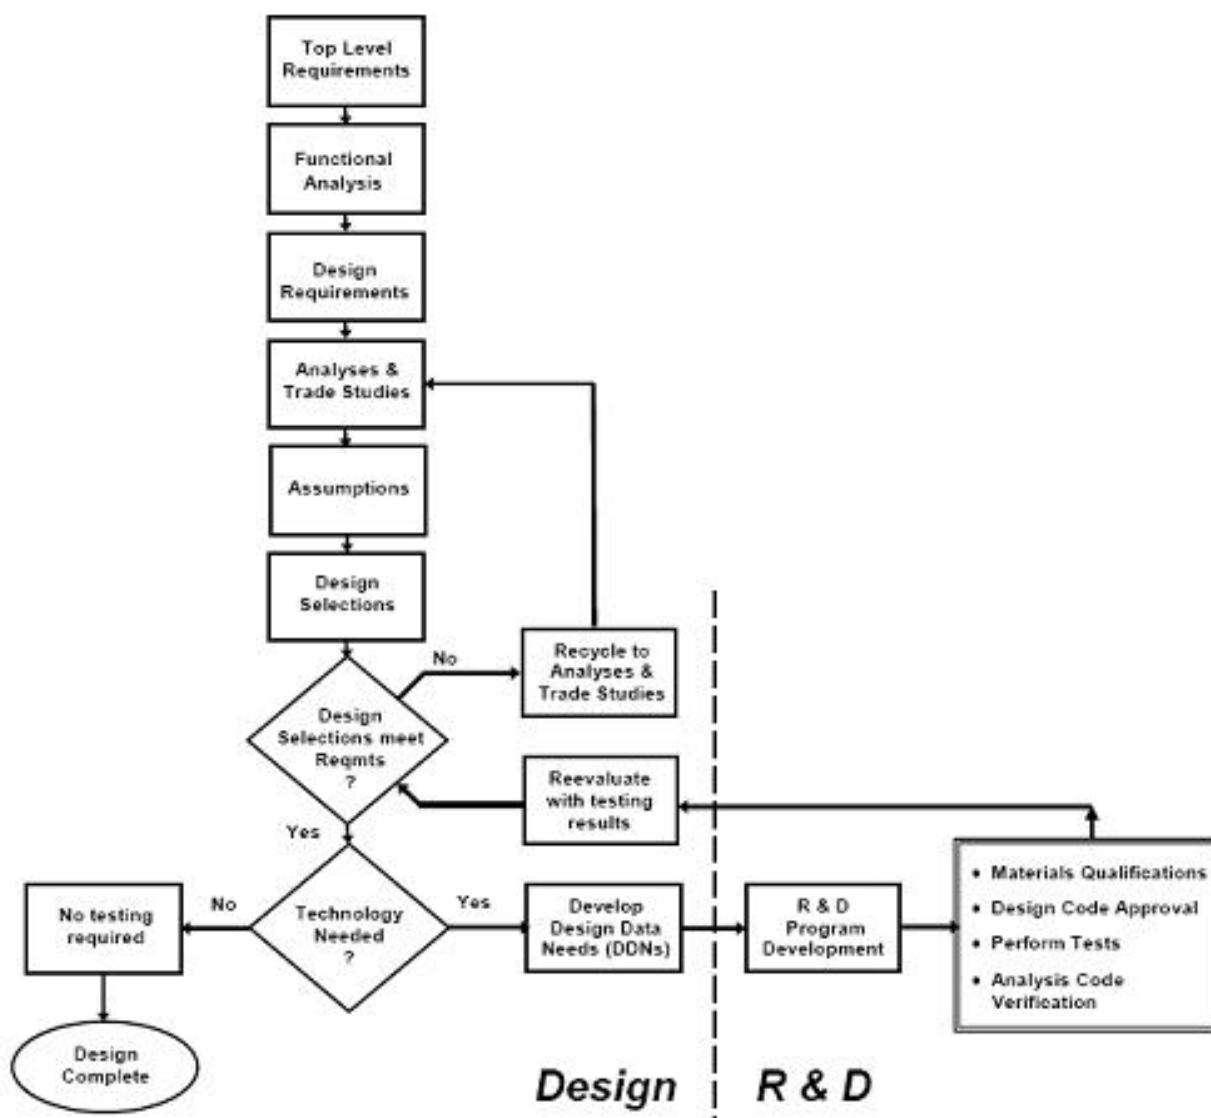 Top Level
Requirements
Functional
Analysis
Design
Requirements
Analyses &
Trade Studies
Assumptions
Design
Selections
No
Recycle to
Analyses &
Trade Studies
Design
Selections meet
Reqmts
?
Reevaluate
with testing
results
Yes
No testing
required
No
Technology
Needed
?
Yes
Develop
Design Data
Needs (DDNs)
R & D
Program
Development
• Materials Qualifications
• Design Code Approval
• Perform Tests
• Analysis Code
Verification
Design
Complete
Design
R & D